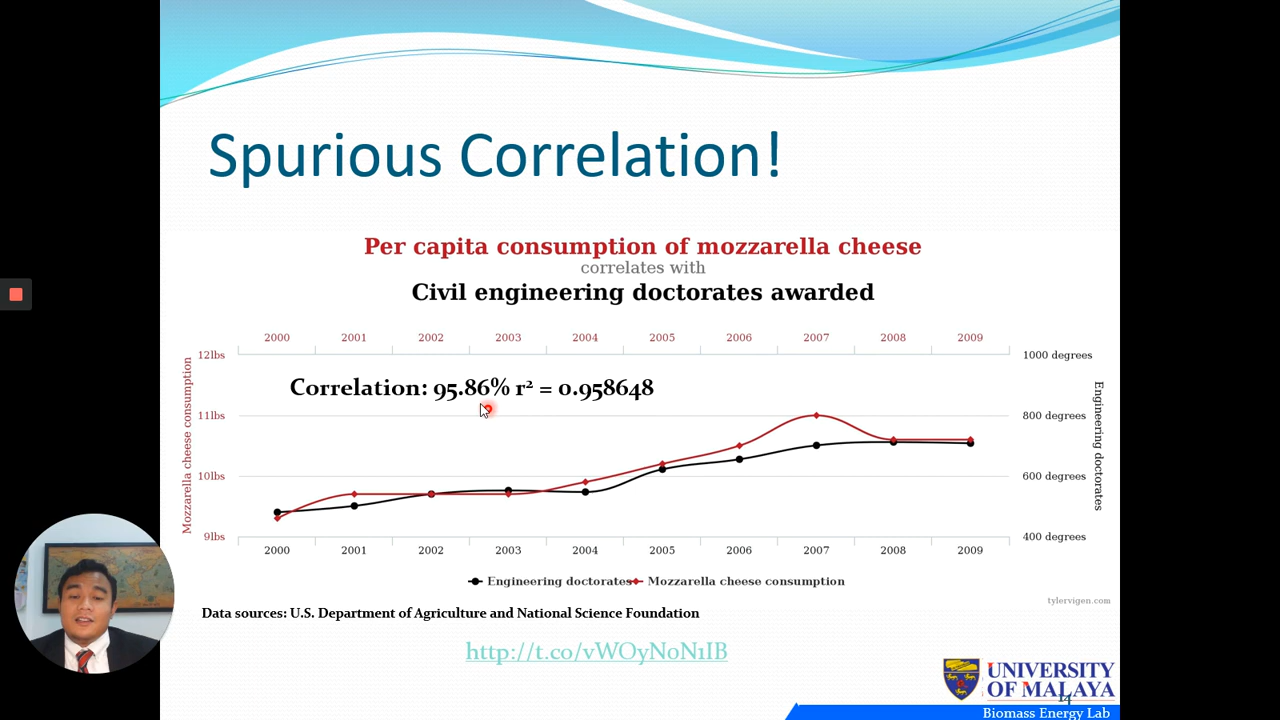 Spurious Correlation!
Per capita consumption of mozzarella cheese
correlates with
Civil engineering doctorates awarded
2000 2001 2002 2003 2004 2005 2006 2007 2008 2009
12lbs
11lbs
10lbs
9lbs
Mozzarella cheese consumption
Correlation: 95.86% r² = 0.958648
1000 degrees
800 degrees
600 degrees
400 degrees
Engineering doctorates
2000 2001 2002 2003 2004 2005 2006 2007 2008 2009
Engineering doctorates Mozzarella cheese consumption
tylervigen.com
Data sources: U.S. Department of Agriculture and National Science Foundation
http://t.co/vWOyNoN1IB
UNIVERSITY
OF MALAYA
14
Biomass Energy Lab